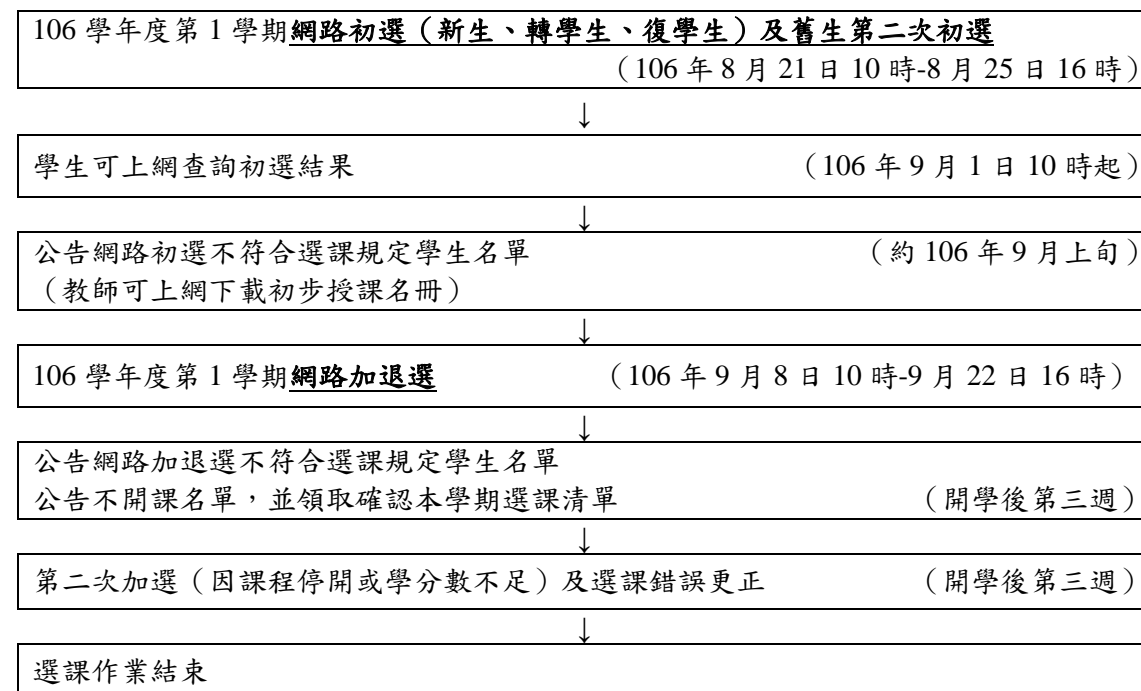 106 學年度第 1 學期網路初選（新生、轉學生、復學生）及舊生第二次初選
（106 年 8 月 21 日 10 時-8 月 25 日 16 時）
↓
學生可上網查詢初選結果 （106 年 9 月 1 日 10 時起）
↓
公告網路初選不符合選課規定學生名單 （約 106 年 9 月上旬）
（教師可上網下載初步授課名冊）
↓
106 學年度第 1 學期網路加退選 （106 年 9 月 8 日 10 時-9 月 22 日 16 時）
↓
公告網路加退選不符合選課規定學生名單
公告不開課名單，並領取確認本學期選課清單 （開學後第三週）
↓
第二次加選（因課程停開或學分數不足）及選課錯誤更正 （開學後第三週）
↓
選課作業結束